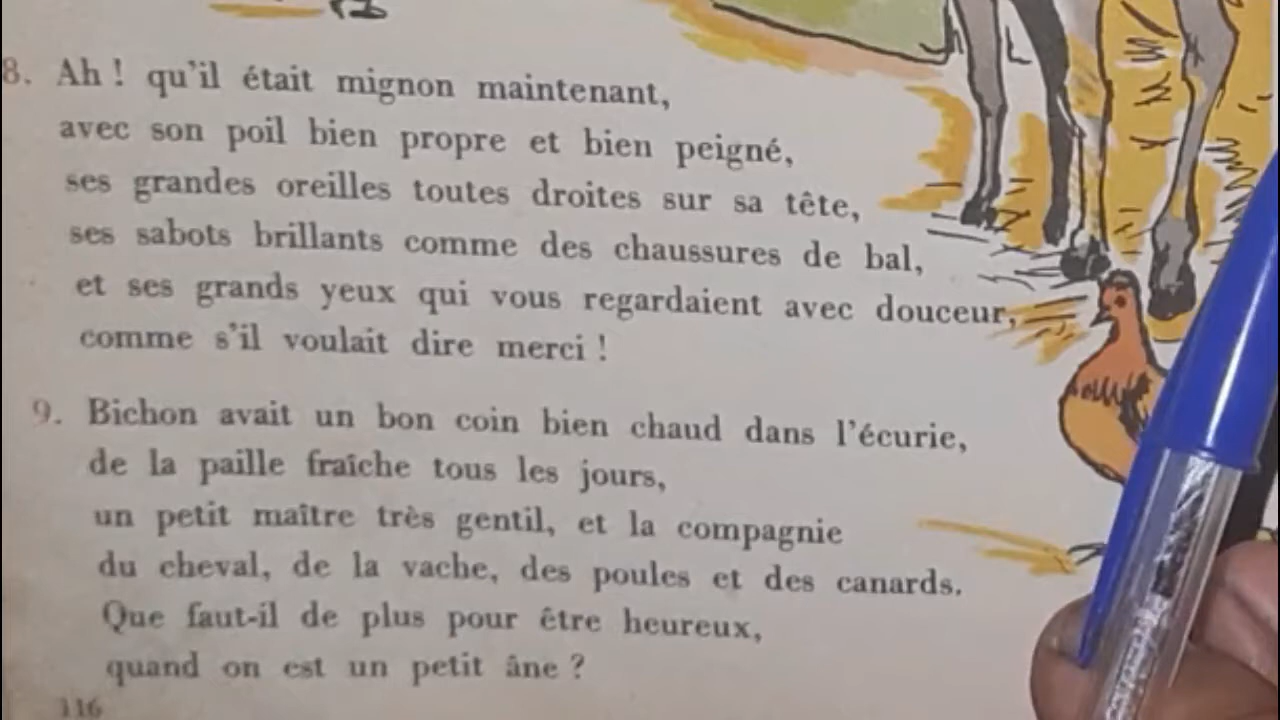 8. Ah ! qu'il était mignon maintenant,
avec son poil bien propre et bien peigné,
ses grandes oreilles toutes droites sur sa tête,
ses sabots brillants comme des chaussures de bal,
et ses grands yeux qui vous regardaient avec douceur,
comme s'il voulait dire merci !
9. Bichon avait un bon coin bien chaud dans l'écurie,
de la paille fraîche tous les jours,
un petit maître très gentil, et la compagnie
du cheval, de la vache, des poules et des canards.
Que faut-il de plus pour être heureux,
quand on est un petit âne ?
116